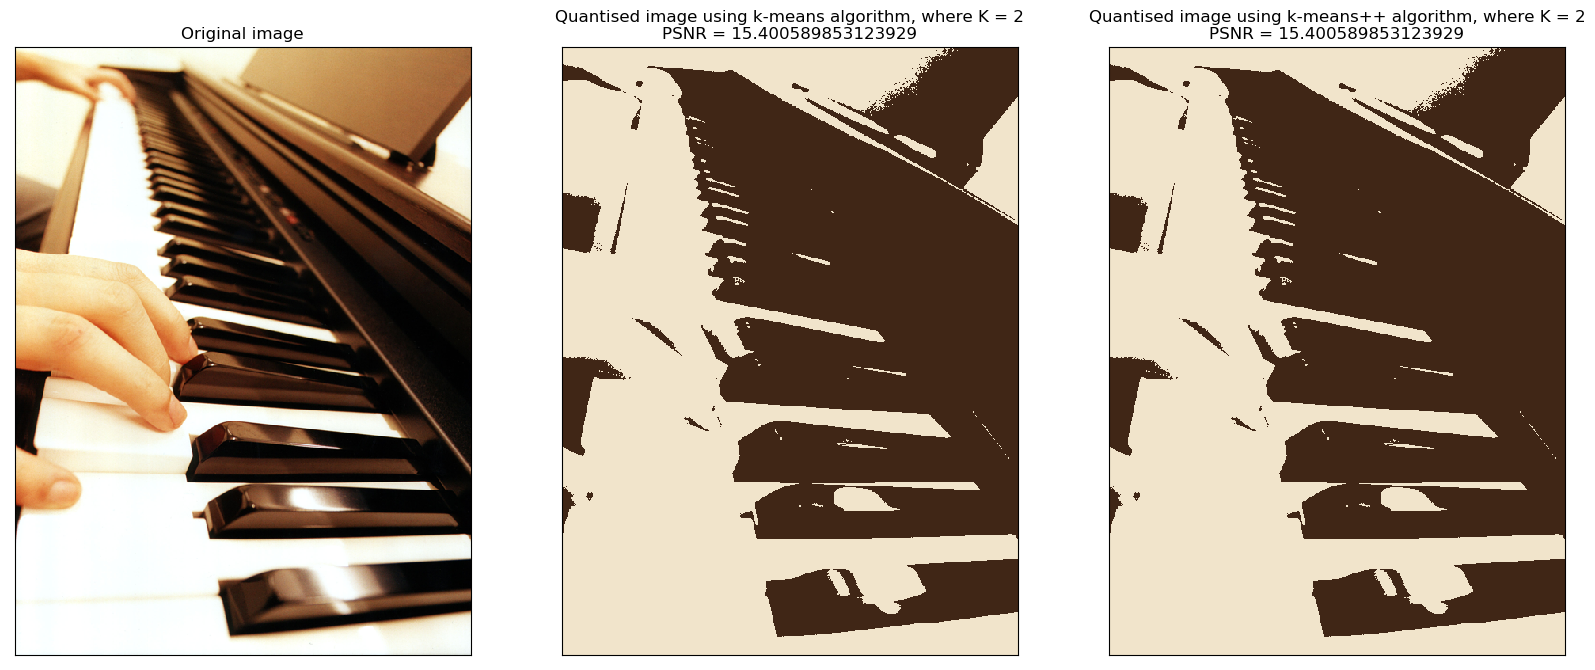 Original image
Quantised image using k-means algorithm, where K = 2
PSNR = 15.400589853123929
Quantised image using k-means++ algorithm, where K = 2
PSNR = 15.400589853123929